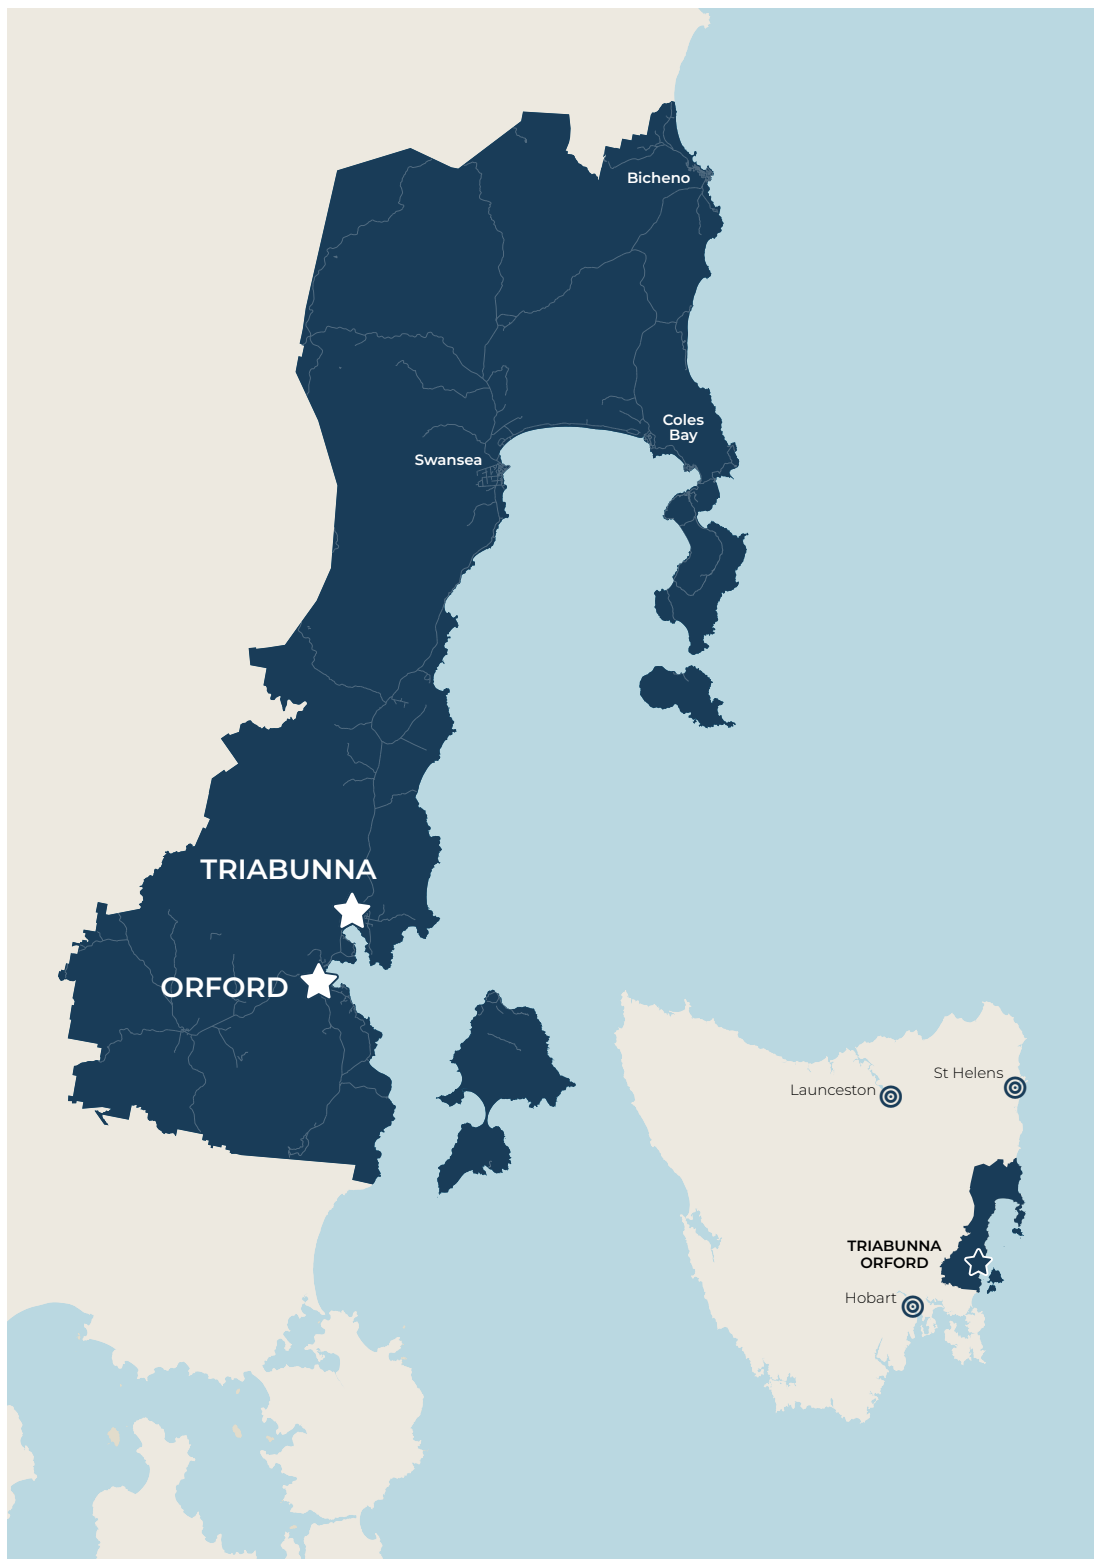 Bicheno
Coles
Bay
Swansea
TRIABUNNA
ORFORD
St Helens
Launceston
TRIABUNNA
ORFORD
Hobart